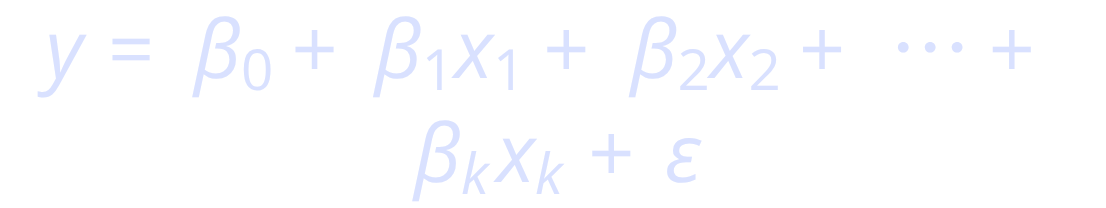 y = β₀ + β₁x₁ + β₂x₂ + ⋯ +
βₖxₖ + ε